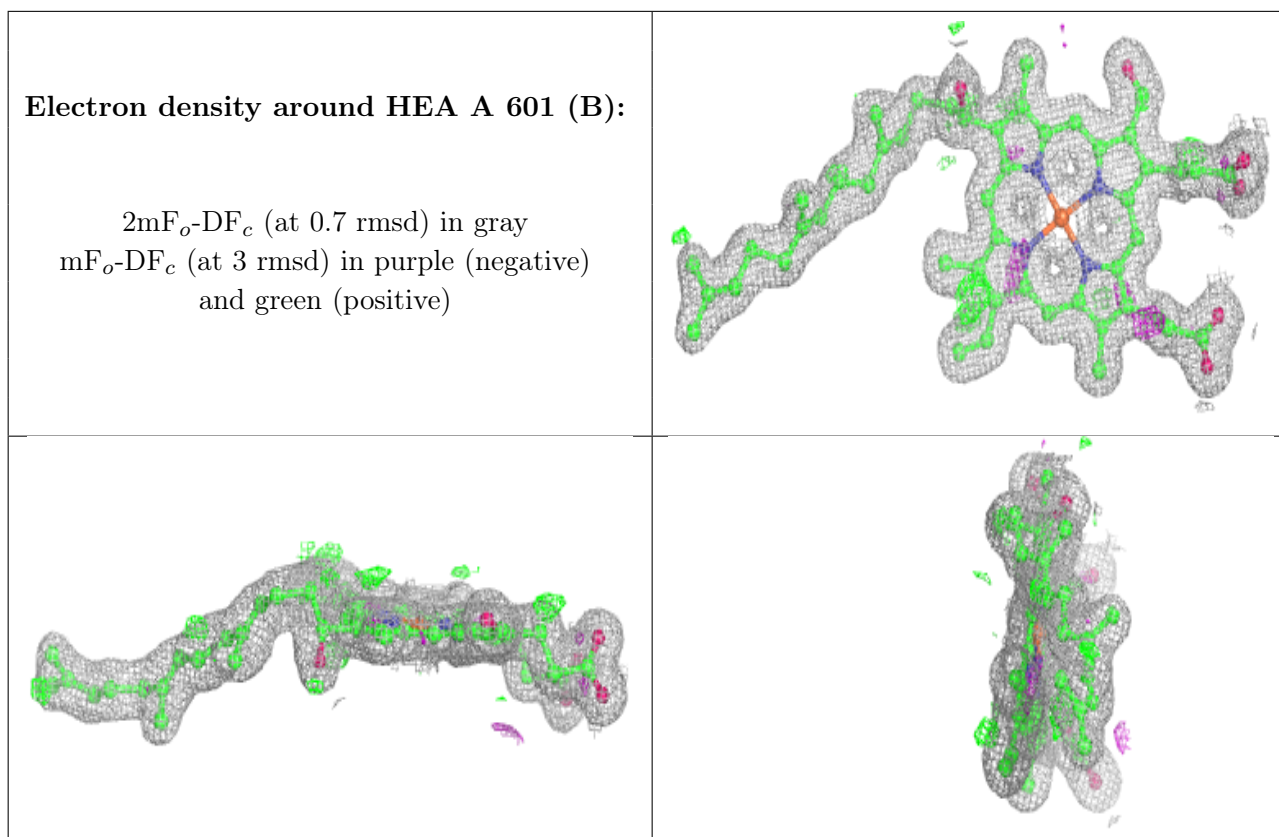 Electron density around HEA A 601 (B):
2mFₒ-DF𝒸 (at 0.7 rmsd) in gray
mFₒ-DF𝒸 (at 3 rmsd) in purple (negative)
and green (positive)